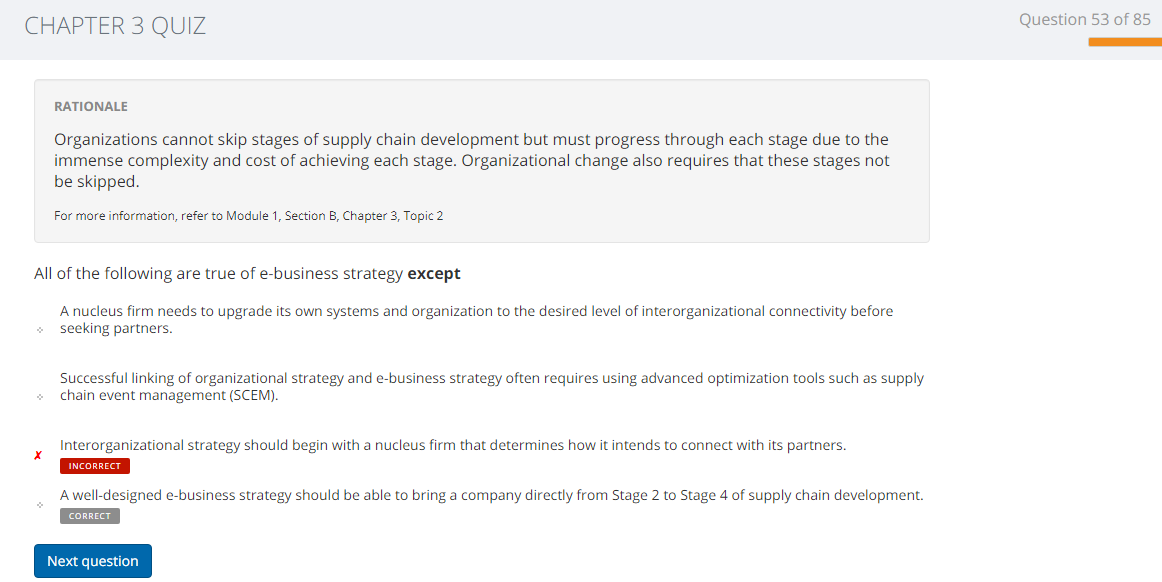 CHAPTER 3 QUIZ
Question 53 of 85
RATIONALE
Organizations cannot skip stages of supply chain development but must progress through each stage due to the
immense complexity and cost of achieving each stage. Organizational change also requires that these stages not
be skipped.
For more information, refer to Module 1, Section B, Chapter 3, Topic 2
All of the following are true of e-business strategy except
A nucleus firm needs to upgrade its own systems and organization to the desired level of interorganizational connectivity before
seeking partners.
Successful linking of organizational strategy and e-business strategy often requires using advanced optimization tools such as supply
chain event management (SCEM).
Interorganizational strategy should begin with a nucleus firm that determines how it intends to connect with its partners.
INCORRECT
A well-designed e-business strategy should be able to bring a company directly from Stage 2 to Stage 4 of supply chain development.
CORRECT
Next question